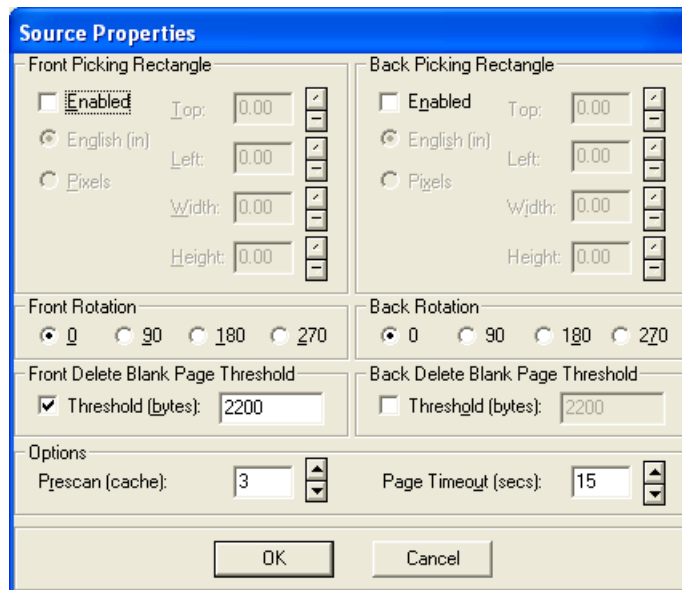 Source Properties
Front Picking Rectangle
Enabled
English (in)
Pixels
Top: 0.00
Left: 0.00
Width: 0.00
Height: 0.00
Back Picking Rectangle
Enabled
English (in)
Pixels
Top: 0.00
Left: 0.00
Width: 0.00
Height: 0.00
Front Rotation
0 90 180 270
Back Rotation
0 90 180 270
Front Delete Blank Page Threshold
Threshold (bytes): 2200
Back Delete Blank Page Threshold
Threshold (bytes): 2200
Options
Prescan (cache): 3 Page Timeout (secs): 15
OK Cancel